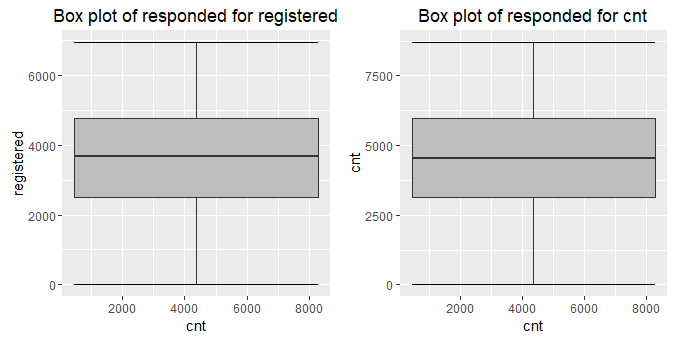 Box plot of responded for registered
registered
6000
4000
2000
0
2000 4000 6000 8000
cnt
Box plot of responded for cnt
cnt
7500
5000
2500
0
2000 4000 6000 8000
cnt